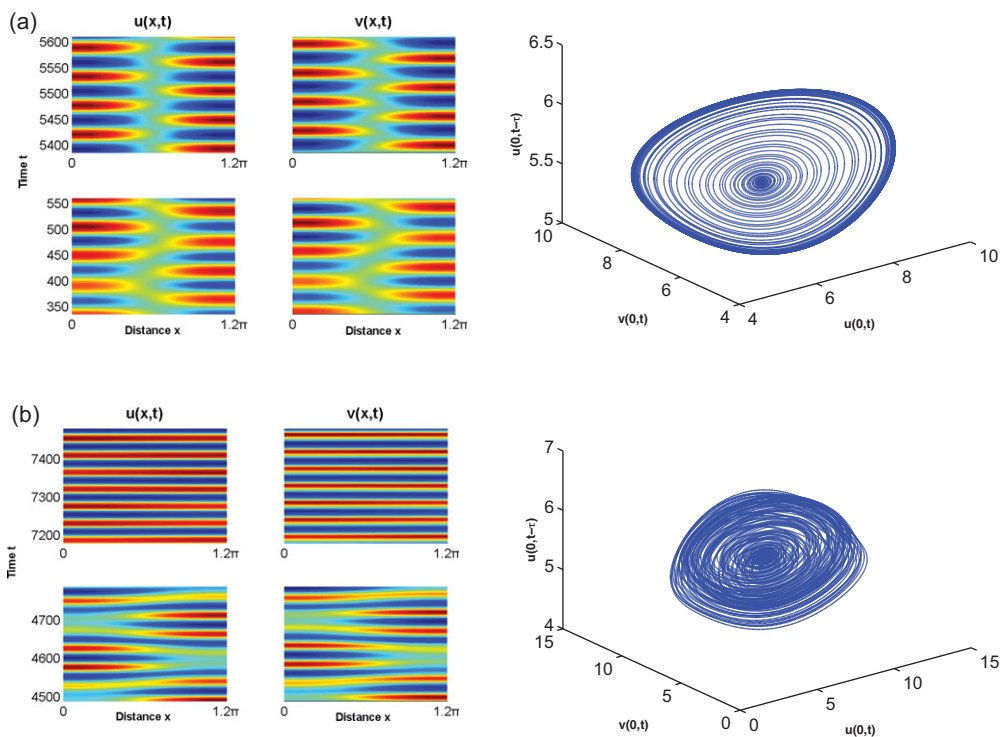 (a)
u(x,t)
v(x,t)
5600
5550
5500
5450
5400
0
1.2π
0
1.2π
Time t
550
500
450
400
350
0
Distance x
1.2π
0
Distance x
1.2π
6.5
6
5.5
5
u(0,t−τ)
10
8
6
4
v(0,t)
4
6
8
10
u(0,t)
(b)
u(x,t)
v(x,t)
7400
7300
7200
0
1.2π
0
1.2π
Time t
4700
4600
4500
0
Distance x
1.2π
0
Distance x
1.2π
7
6
5
4
u(0,t−τ)
15
10
5
0
v(0,t)
0
5
10
15
u(0,t)